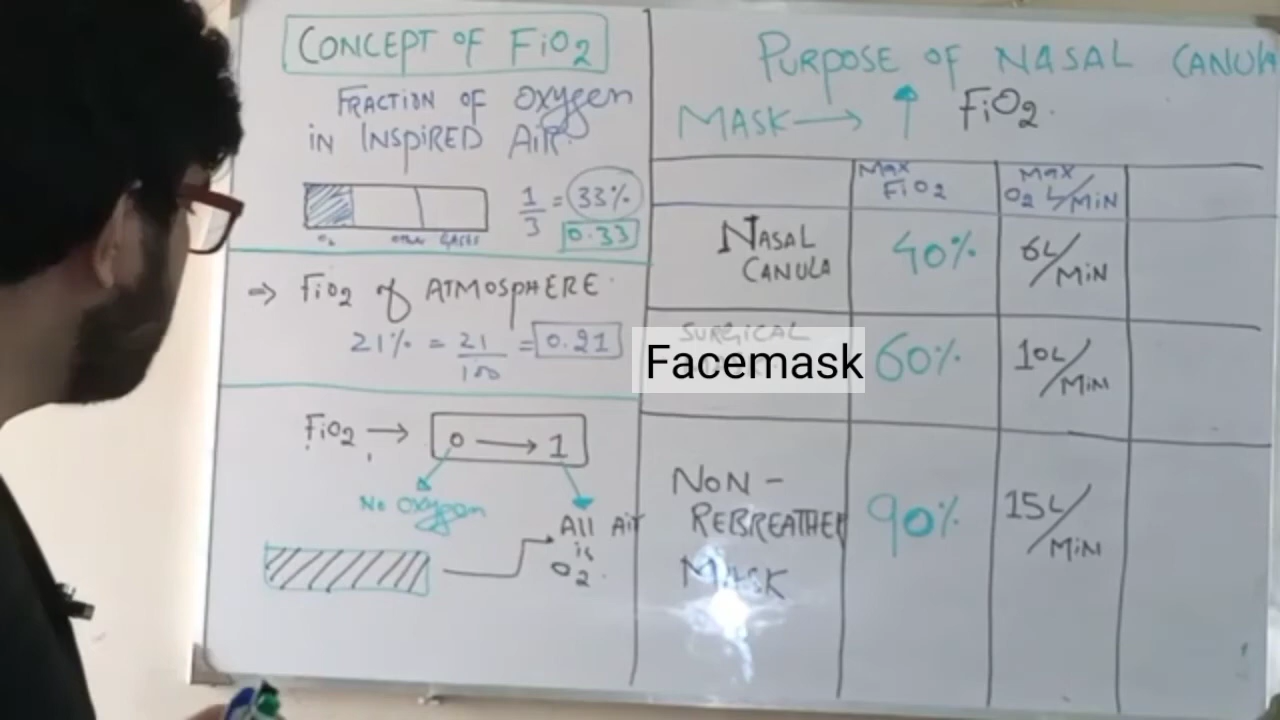 CONCEPT OF FiO2
FRACTION OF OXYGEN
iN INSPiRED AiR.
1/3 = 33%
0.33
O2 OTHER GASES
⇒ FiO2 of ATMOSPHERE
21% = 21/100 = 0.21
FiO2 → 0 → 1
No oxygen
All Air
is
O2
PURPOSE OF NASAL CANULA
MASK → ↑ FiO2.
MAX
FiO2
MAX
O2 L/MiN
NASAL
CANULA
40%
6L/MiN
SURGICAL
Facemask
60%
10L/MiN
NON-
REBREATHER
MASK
90%
15L/MiN